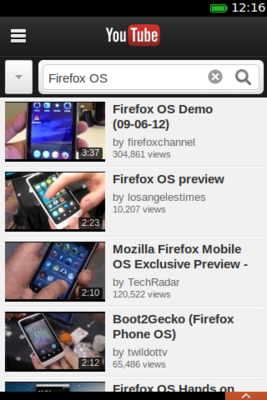 12:16
YouTube
Firefox OS
3:37
Firefox OS Demo
(09-06-12)
by firefoxchannel
304,861 views
2:23
Firefox OS preview
by losangelestimes
10,207 views
2:10
Mozilla Firefox Mobile
OS Exclusive Preview -
by TechRadar
120,522 views
2:12
Boot2Gecko (Firefox
Phone OS)
by twildottv
65,486 views
Firefox OS Hands on